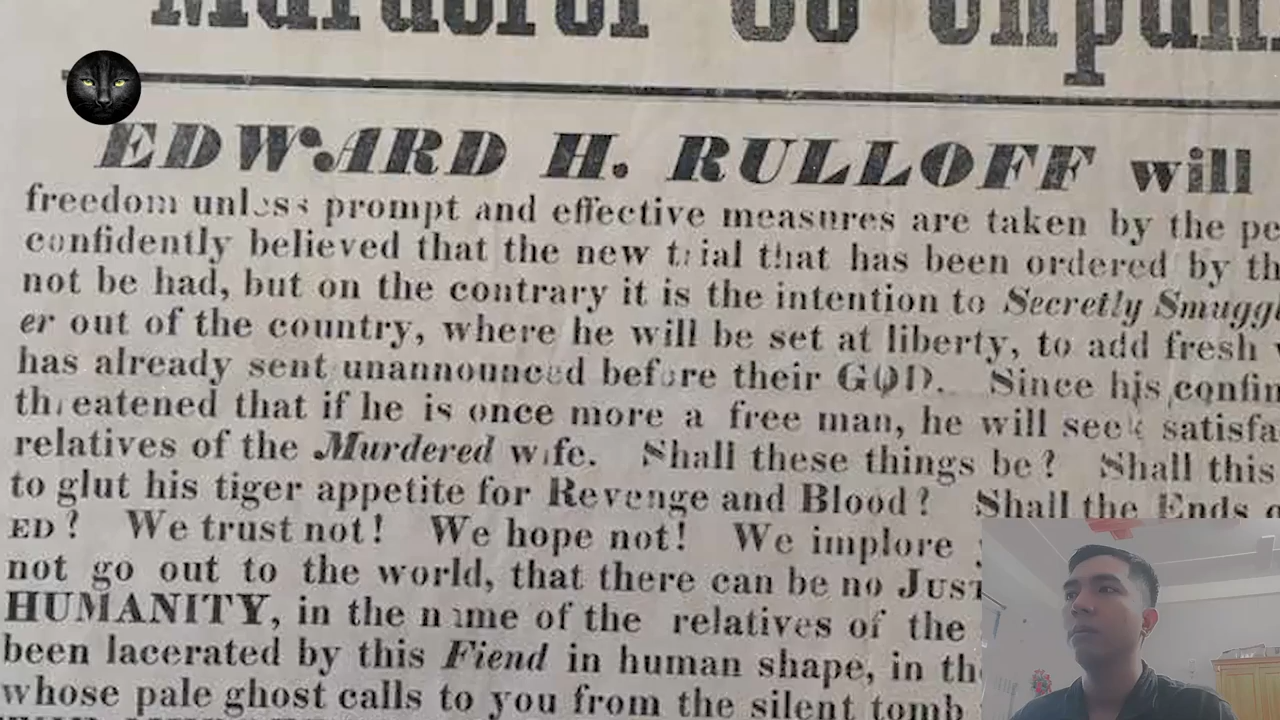 Murderer
EDWARD H. RULLOFF will
freedom unless prompt and effective measures are taken by the
confidently believed that the new trial that has been ordered by
not be had, but on the contrary it is the intention to Secretly
er out of the country, where he will be set at liberty, to add fresh
has already sent unannounced before their GOD. Since his
threatened that if he is once more a free man, he will seek
relatives of the Murdered wife. Shall these things be? Shall this
to glut his tiger appetite for Revenge and Blood? Shall the Ends
ED? We trust not! We hope not! We implore
not go out to the world, that there can be no
HUMANITY, in the name of the relatives of the
been lacerated by this Fiend in human shape, in
whose pale ghost calls to you from the silent tomb